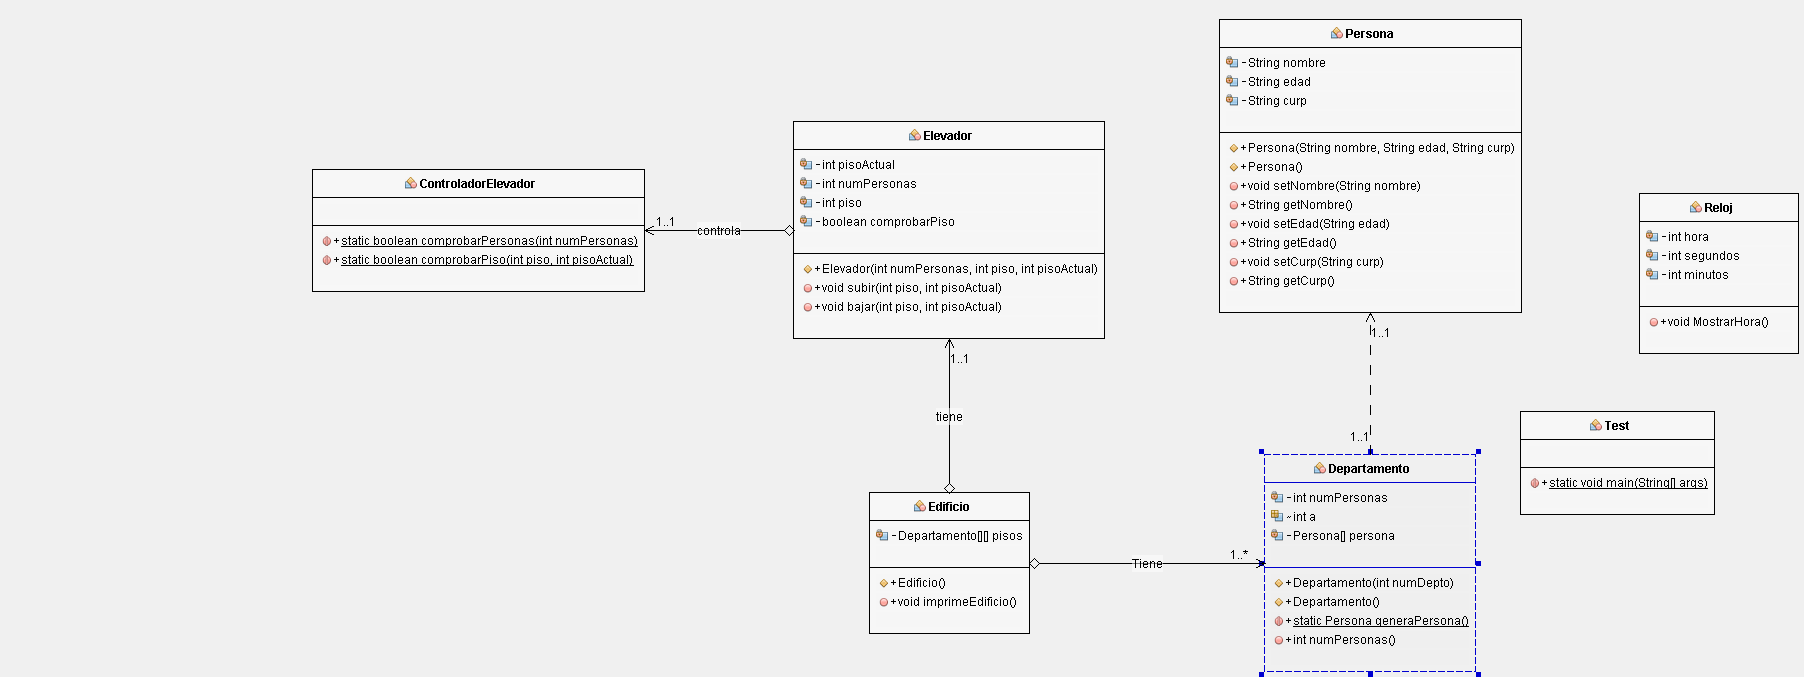 ControladorElevador
+static boolean comprobarPersonas(int numPersonas)
+static boolean comprobarPiso(int piso, int pisoActual)
1..1
controla
Elevador
-int pisoActual
-int numPersonas
-int piso
-boolean comprobarPiso
+Elevador(int numPersonas, int piso, int pisoActual)
+void subir(int piso, int pisoActual)
+void bajar(int piso, int pisoActual)
1..1
tiene
Edificio
-Departamento[][] pisos
+Edificio()
+void imprimeEdificio()
Tiene
1..*
Persona
-String nombre
-String edad
-String curp
+Persona(String nombre, String edad, String curp)
+Persona()
+void setNombre(String nombre)
+String getNombre()
+void setEdad(String edad)
+String getEdad()
+void setCurp(String curp)
+String getCurp()
1..1
1..1
Departamento
-int numPersonas
~int a
-Persona[] persona
+Departamento(int numDepto)
+Departamento()
+static Persona generaPersona()
+int numPersonas()
Reloj
-int hora
-int segundos
-int minutos
+void MostrarHora()
Test
+static void main(String[] args)